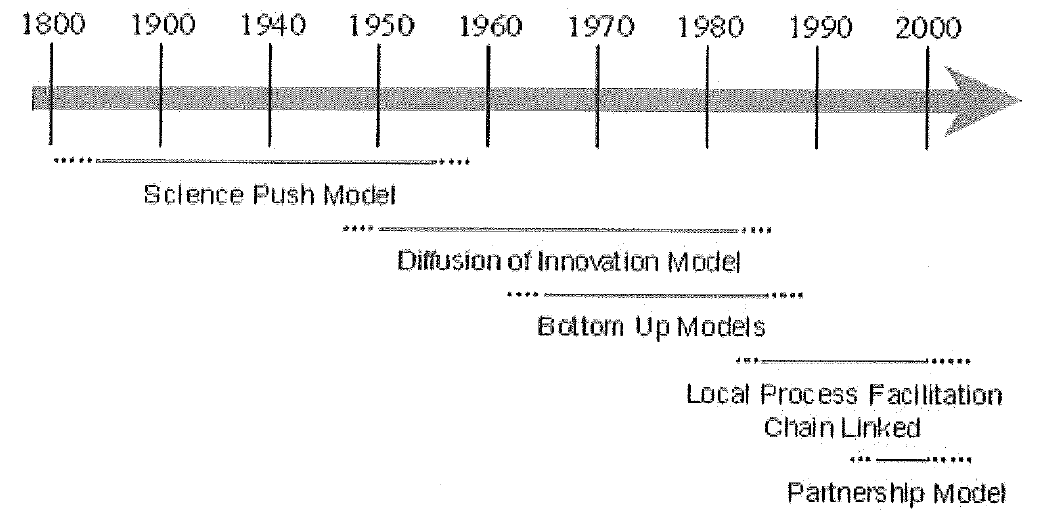 1800 1900 1940 1950 1960 1970 1980 1990 2000
Science Push Model
Diffusion of Innovation Model
Bottom Up Models
Local Process Facilitation
Chain Linked
Partnership Model